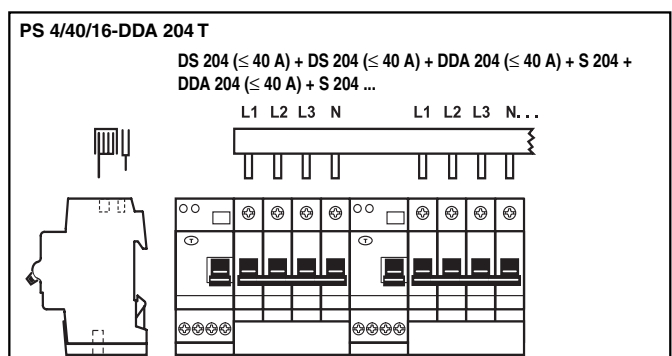 PS 4/40/16-DDA 204 T
DS 204 (≤ 40 A) + DS 204 (≤ 40 A) + DDA 204 (≤ 40 A) + S 204 +
DDA 204 (≤ 40 A) + S 204 ...
L1 L2 L3 N L1 L2 L3 N...
T T